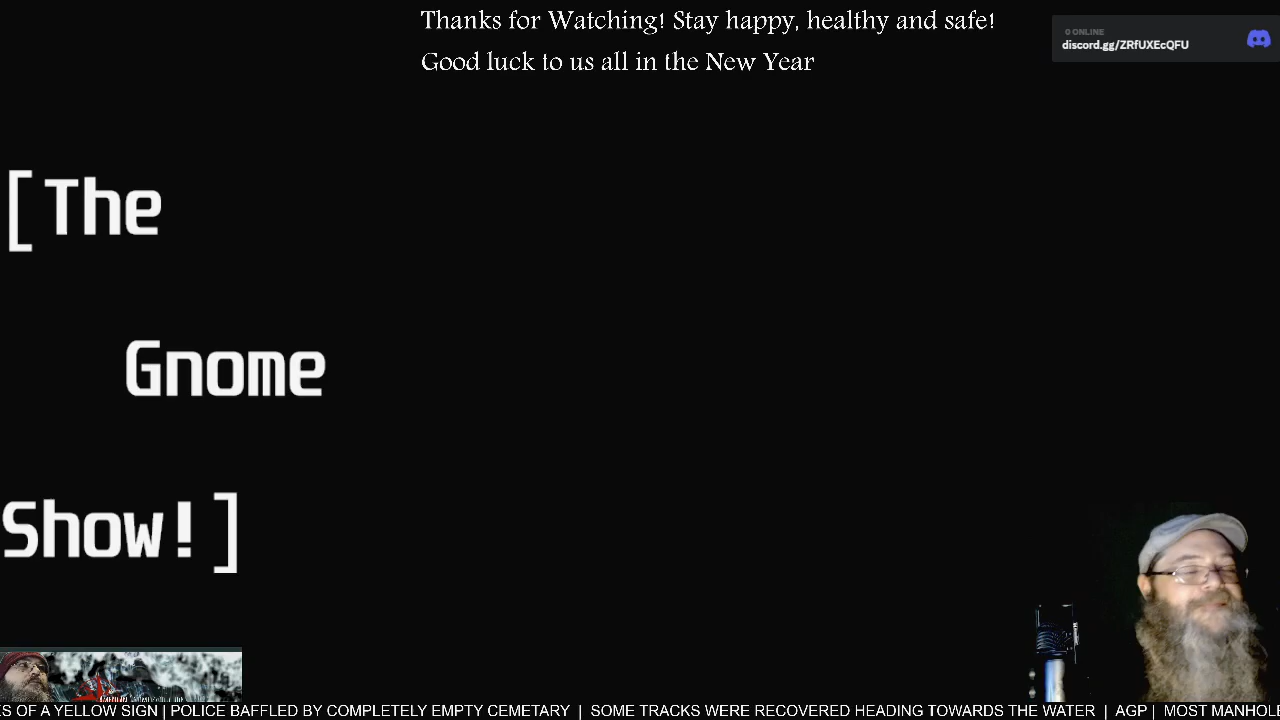 Thanks for Watching! Stay happy, healthy and safe!
Good luck to us all in the New Year
0 ONLINE
discord.gg/ZRfUXEcQFU
[The
Gnome
Show!]
ES OF A YELLOW SIGN | POLICE BAFFLED BY COMPLETELY EMPTY CEMETARY | SOME TRACKS WERE RECOVERED HEADING TOWARDS THE WATER | AGP | MOST MANHOLE